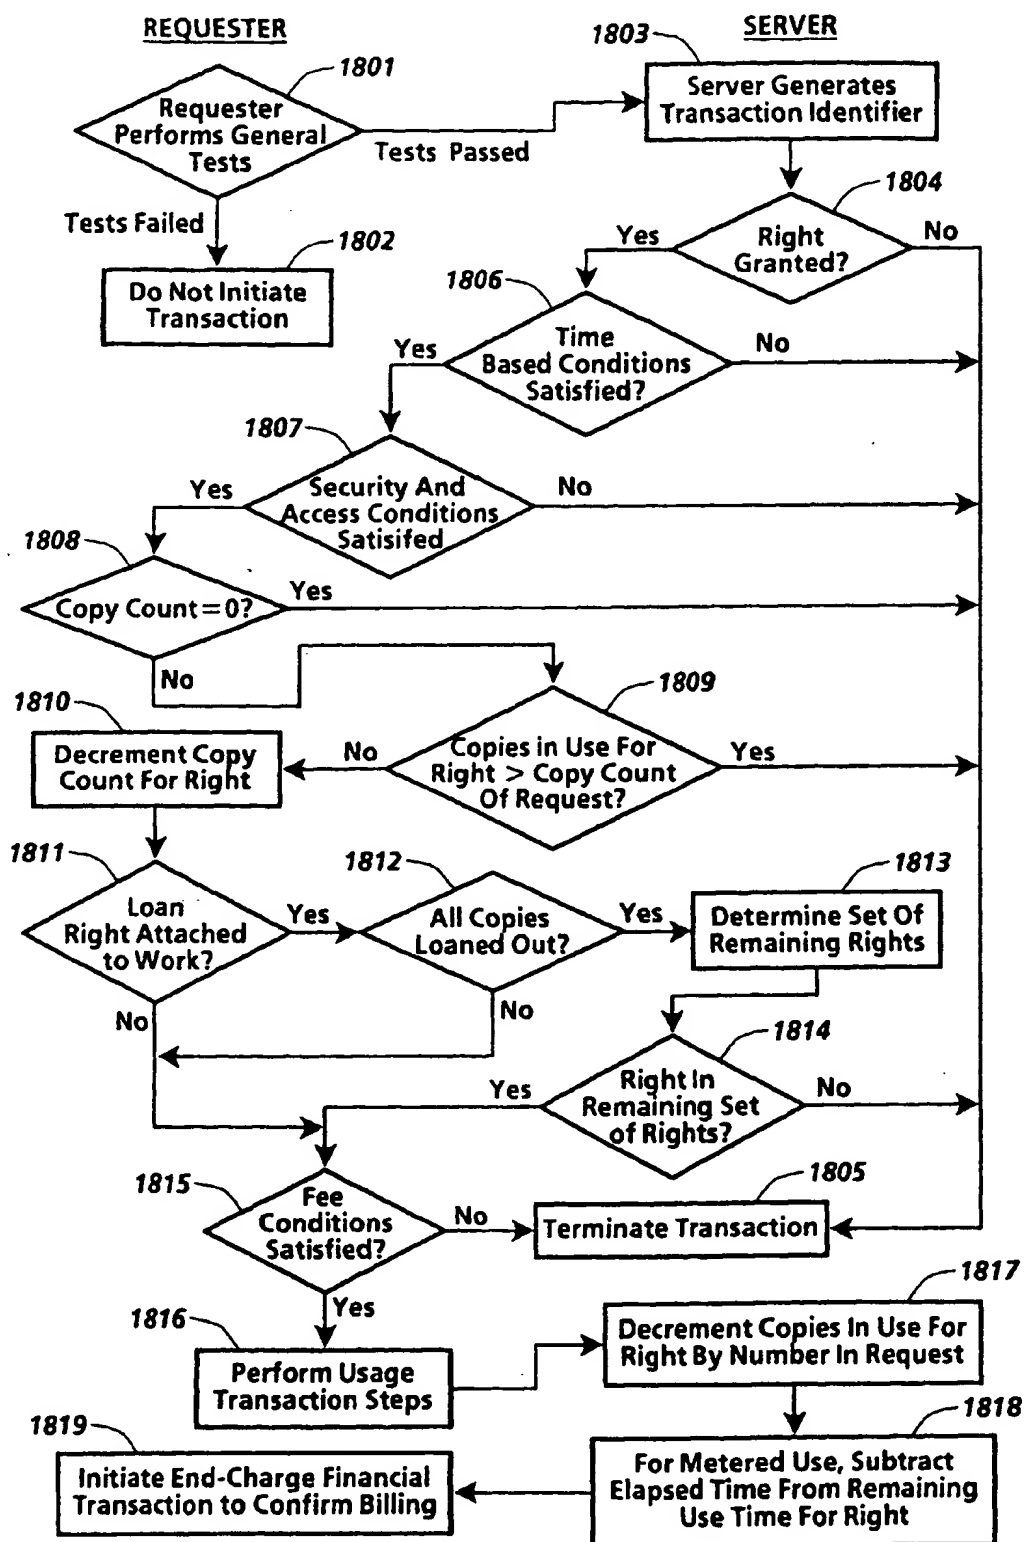 REQUESTER
SERVER
1801
1803
Requester
Performs General
Tests
Server Generates
Transaction Identifier
Tests Passed
Tests Failed
1802
Do Not Initiate
Transaction
1804
Yes
Right
Granted?
No
1806
Yes
Time
Based Conditions
Satisfied?
No
1807
Yes
Security And
Access Conditions
Satisifed
No
1808
Copy Count=0?
Yes
No
1809
1810
Decrement Copy
Count For Right
No
Copies in Use For
Right > Copy Count
Of Request?
Yes
1811
Loan
Right Attached
to Work?
Yes
No
1812
All Copies
Loaned Out?
Yes
No
1813
Determine Set Of
Remaining Rights
1814
Yes
Right In
Remaining Set
of Rights?
No
1815
Fee
Conditions
Satisfied?
No
Yes
1805
Terminate Transaction
1816
Perform Usage
Transaction Steps
1817
Decrement Copies In Use For
Right By Number In Request
1818
For Metered Use, Subtract
Elapsed Time From Remaining
Use Time For Right
1819
Initiate End-Charge Financial
Transaction to Confirm Billing